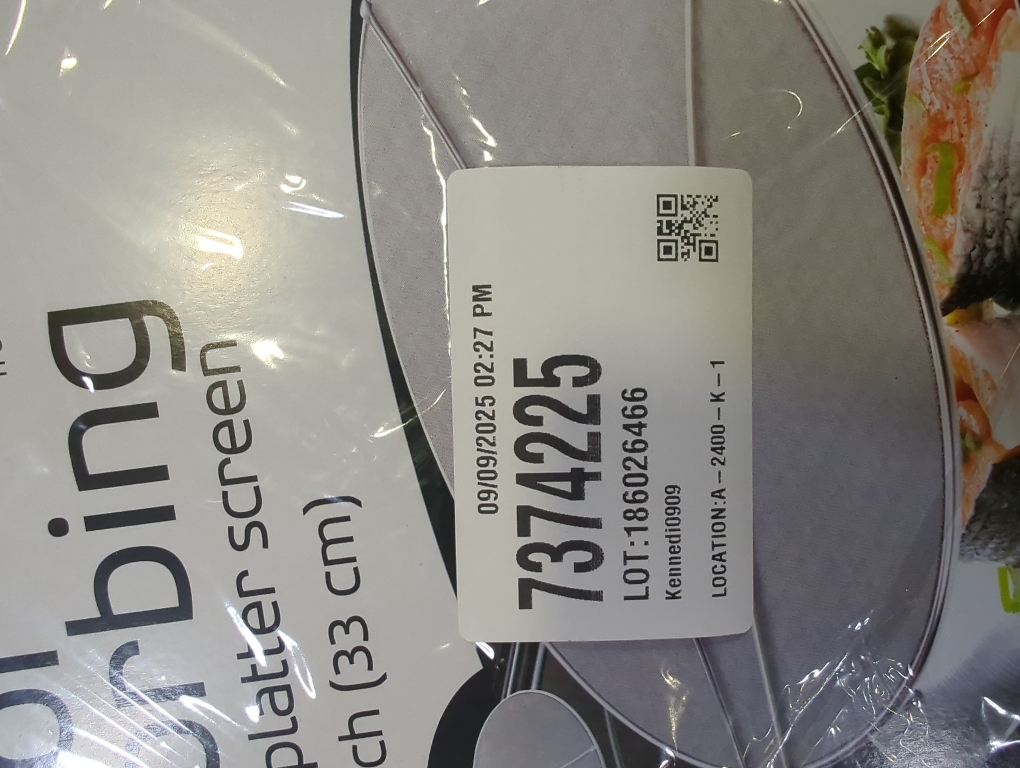 rbing
platter screen
ch (33 cm)
09/09/2025 02:27 PM
7374225
LOT:186026466
Kennedi0909
LOCATION:A-2400-K-1